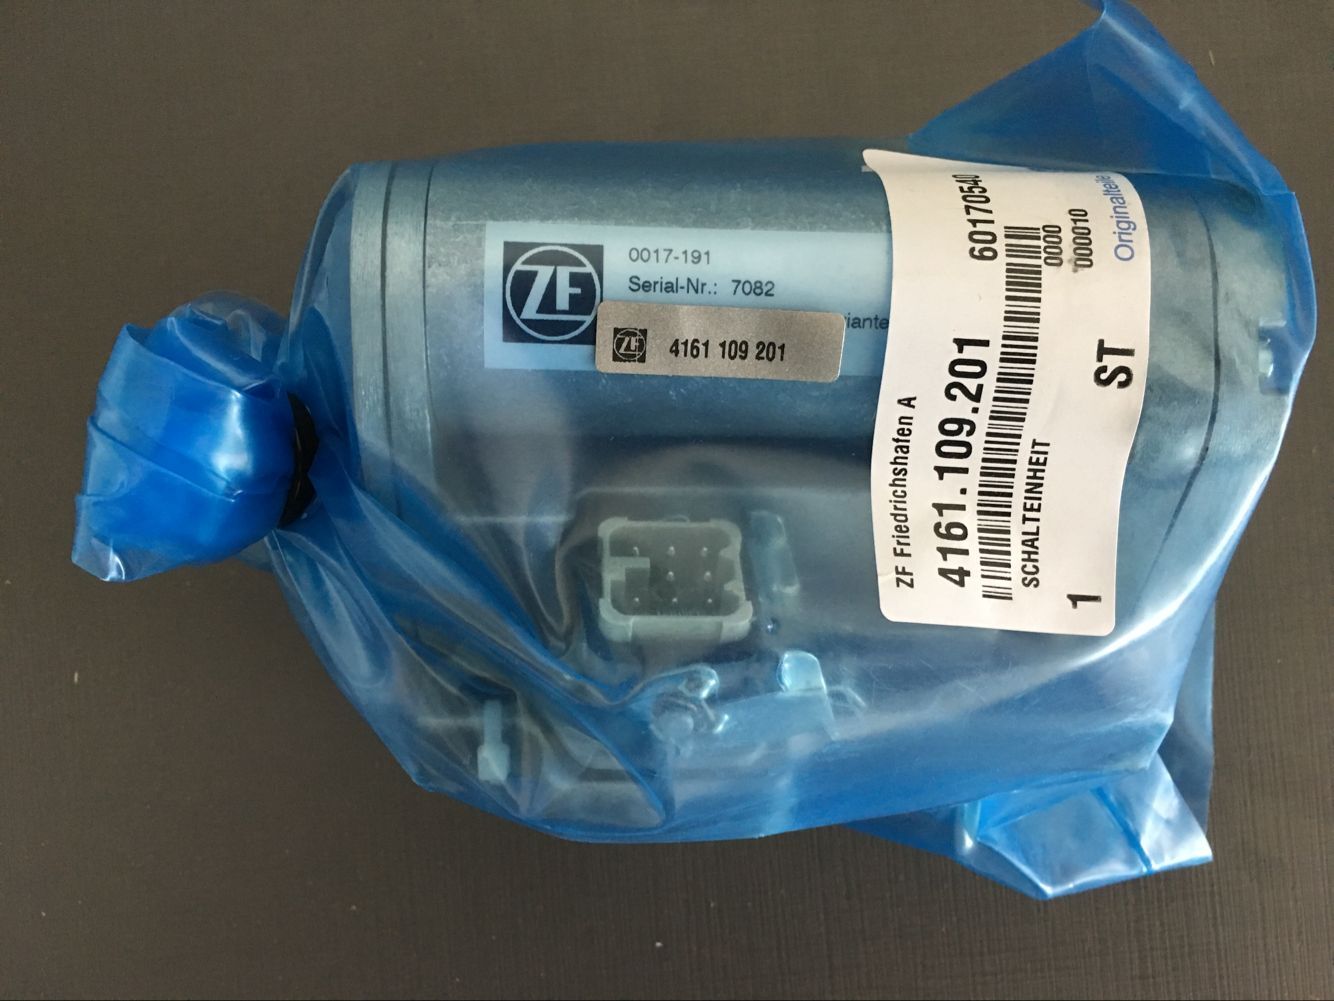 ZF
0017-191
Serial-Nr.: 7082
iante
ZF
4161 109 201
ZF Friedrichshafen A
4161.109.201
60170540
SCHALTEINHEIT
0000
000010
1
ST
Originalteile